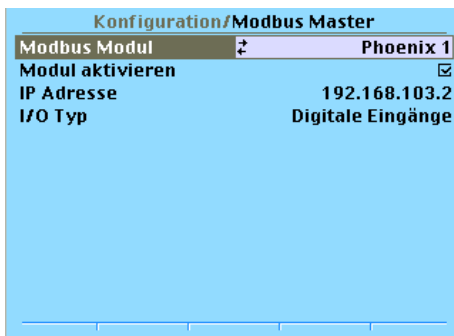 Konfiguration/Modbus Master
Modbus Modul Phoenix 1
Modul aktivieren
IP Adresse 192.168.103.2
I/O Typ Digitale Eingänge